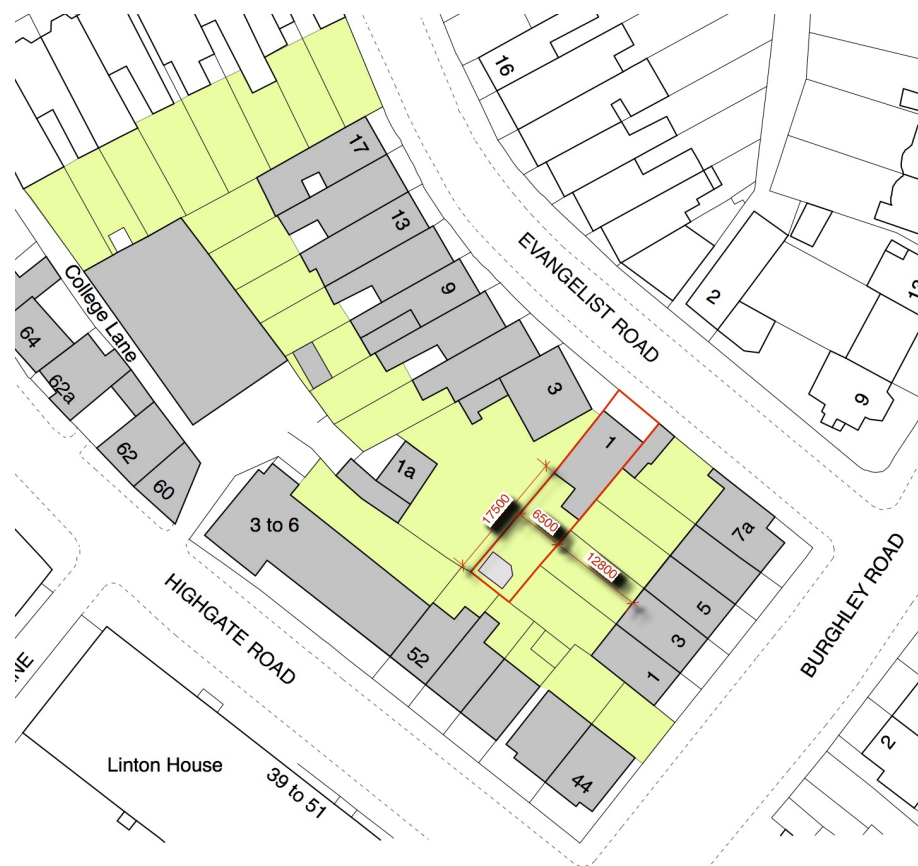 16
17
13
9
EVANGELIST ROAD
2
12
9
3
1
College Lane
64
62a
62
60
1a
3 to 6
17500
6500
12800
7a
5
3
1
BURGHLEY ROAD
HIGHGATE ROAD
52
44
Linton House
39 to 51
2